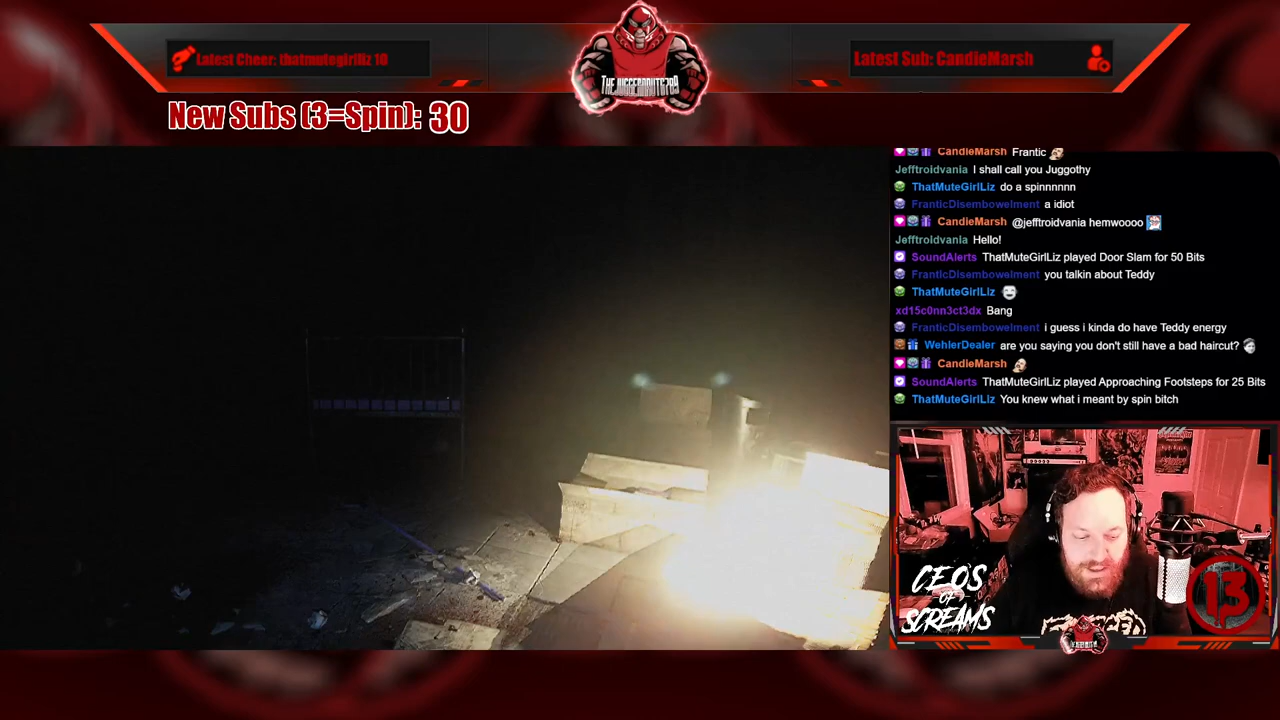 Latest Cheer: thatmutegirlliz 10
THEJUGGERNAUT6789
Latest Sub: CandieMarsh
New Subs (3=Spin): 30
CandieMarsh Frantic
Jefftroidvania I shall call you Juggothy
ThatMuteGirlLiz do a spinnnnnn
FranticDisembowelment a idiot
CandieMarsh @jefftroidvania hemwoooo
Jefftroidvania Hello!
SoundAlerts ThatMuteGirlLiz played Door Slam for 50 Bits
FranticDisembowelment you talkin about Teddy
ThatMuteGirlLiz
xd15c0nn3ct3dx Bang
FranticDisembowelment i guess i kinda do have Teddy energy
WehlerDealer are you saying you don't still have a bad haircut?
CandieMarsh
SoundAlerts ThatMuteGirlLiz played Approaching Footsteps for 25 Bits
ThatMuteGirlLiz You knew what i meant by spin bitch
CEOS
OF
SCREAMS
13